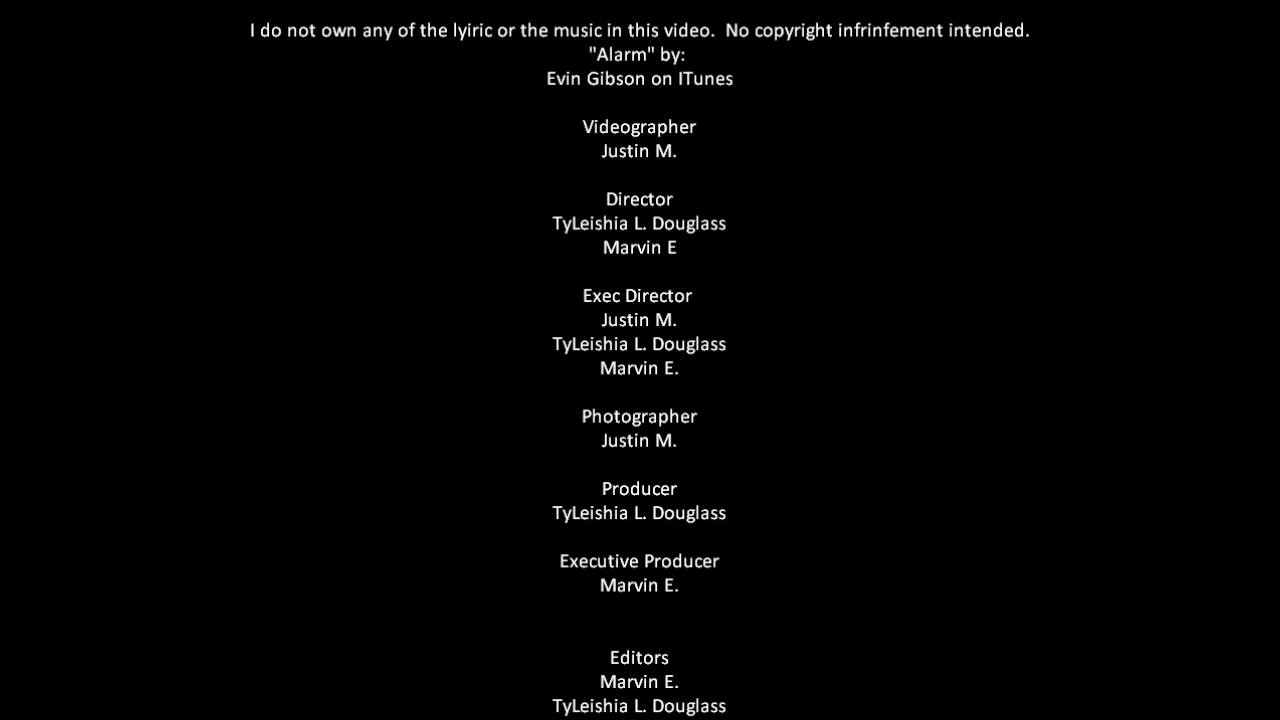 I do not own any of the lyiric or the music in this video.  No copyright infrinfement intended.
"Alarm" by:
Evin Gibson on ITunes
Videographer
Justin M.
Director
TyLeishia L. Douglass
Marvin E
Exec Director
Justin M.
TyLeishia L. Douglass
Marvin E.
Photographer
Justin M.
Producer
TyLeishia L. Douglass
Executive Producer
Marvin E.
Editors
Marvin E.
TyLeishia L. Douglass